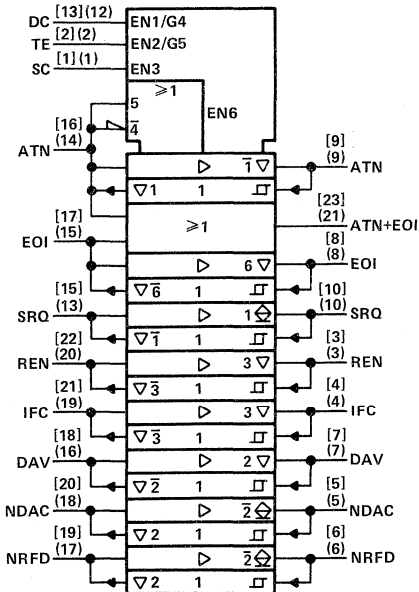 DC [13] (12) EN1/G4
TE [2] (2) EN2/G5
SC [1] (1) EN3
≥1
5
EN6
4̅
[16]
(14)
ATN
1̅ ▽
[9]
(9)
ATN
▽1 1
[23]
(21)
ATN+EOI
≥1
[17]
(15)
EOI
6 ▽
[8]
(8)
EOI
▽6̅ 1
[15]
(13)
SRQ
1
[10]
(10)
SRQ
▽1̅ 1
[22]
(20)
REN
3 ▽
[3]
(3)
REN
▽3̅ 1
[21]
(19)
IFC
3 ▽
[4]
(4)
IFC
▽3̅ 1
[18]
(16)
DAV
2 ▽
[7]
(7)
DAV
▽2̅ 1
[20]
(18)
NDAC
2̅
[5]
(5)
NDAC
▽2 1
[19]
(17)
NRFD
2̅
[6]
(6)
NRFD
▽2 1